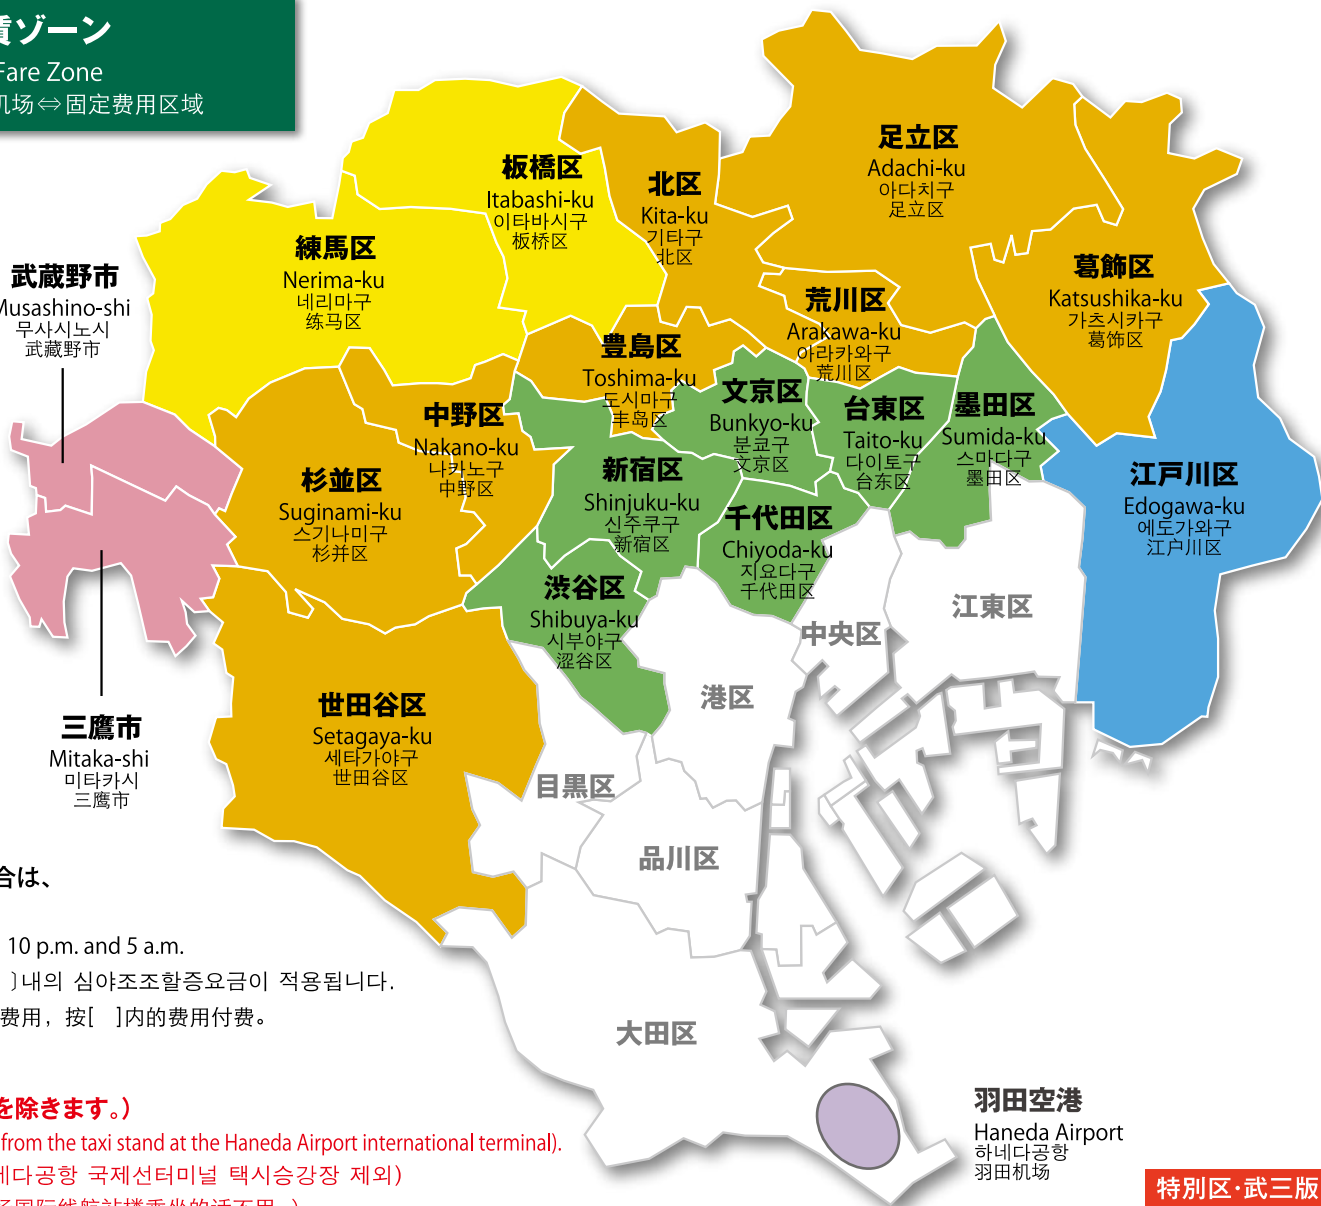 賃ゾーン
Fare Zone
机场⇔固定费用区域
足立区
Adachi-ku
아다치구
足立区
板橋区
Itabashi-ku
이타바시구
板桥区
北区
Kita-ku
기타구
北区
練馬区
Nerima-ku
네리마구
练马区
武蔵野市
Musashino-shi
무사시노시
武藏野市
葛飾区
Katsushika-ku
가츠시카구
葛饰区
荒川区
Arakawa-ku
아라카와구
荒川区
豊島区
Toshima-ku
도시마구
丰岛区
文京区
Bunkyo-ku
분쿄구
文京区
台東区
Taito-ku
다이토구
台东区
墨田区
Sumida-ku
스마다구
墨田区
中野区
Nakano-ku
나카노구
中野区
杉並区
Suginami-ku
스기나미구
杉并区
新宿区
Shinjuku-ku
신주쿠구
新宿区
千代田区
Chiyoda-ku
지요다구
千代田区
江戸川区
Edogawa-ku
에도가와구
江户川区
渋谷区
Shibuya-ku
시부야구
涩谷区
中央区
江東区
港区
世田谷区
Setagaya-ku
세타가야구
世田谷区
三鷹市
Mitaka-shi
미타카시
三鹰市
目黒区
品川区
大田区
合は、
10 p.m. and 5 a.m.
]내의 심야조조할증요금이 적용됩니다.
费用，按[ ]内的费用付费。
を除きます。)
from the taxi stand at the Haneda Airport international terminal).
네다공항 국제선터미널 택시승강장 제외)
羽田空港
Haneda Airport
하네다공항
羽田机场
特別区・武三版